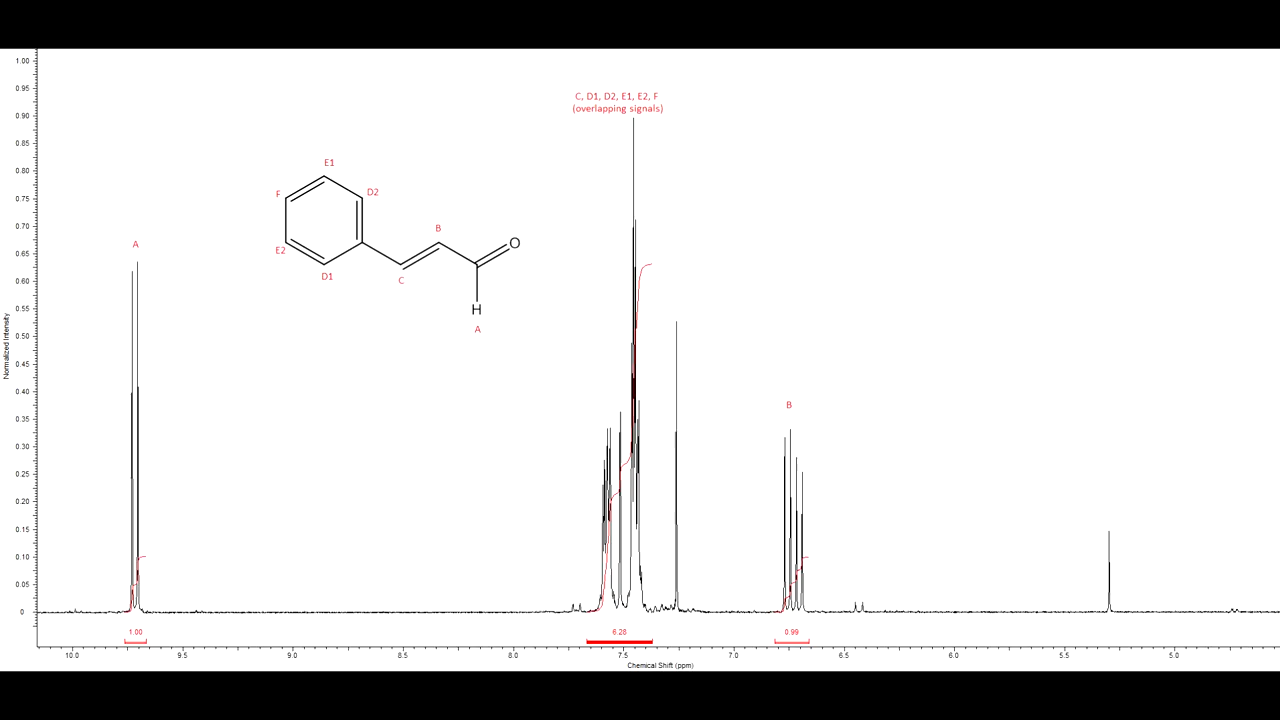 C, D1, D2, E1, E2, F
(overlapping signals)
E1
F
D2
B
E2
D1
C
O
H
A
A
B
Normalized Intensity
1.00
0.95
0.90
0.85
0.80
0.75
0.70
0.65
0.60
0.55
0.50
0.45
0.40
0.35
0.30
0.25
0.20
0.15
0.10
0.05
0
1.00
6.28
0.99
10.0 9.5 9.0 8.5 8.0 7.5 7.0 6.5 6.0 5.5 5.0
Chemical Shift (ppm)